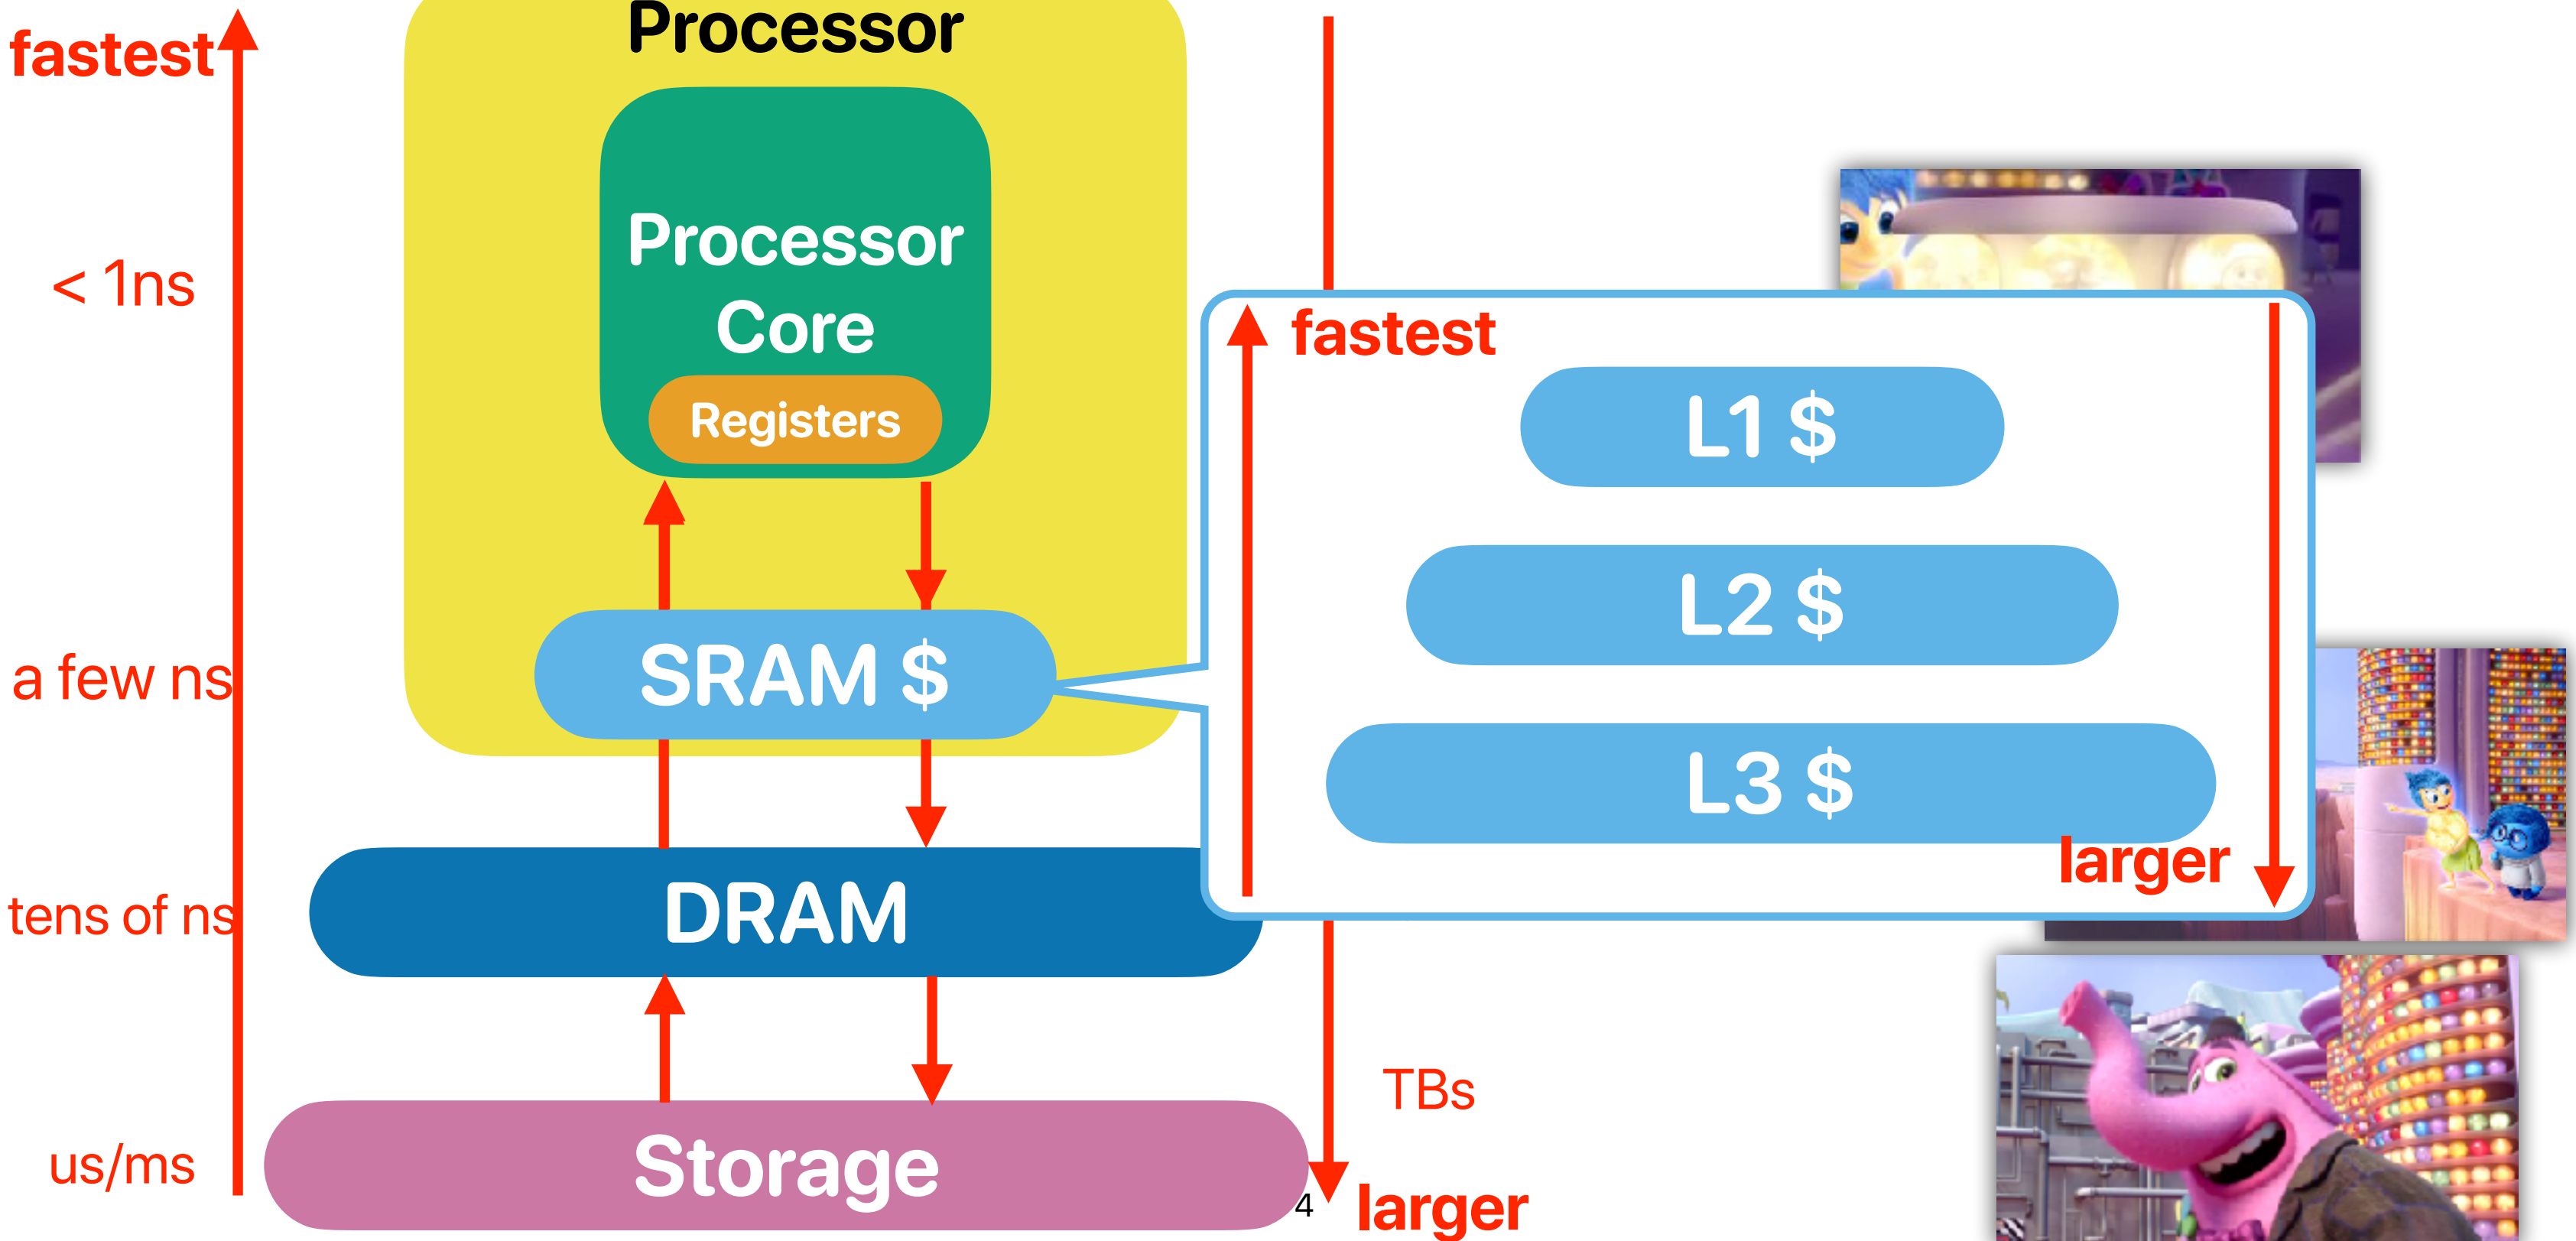 Processor
fastest
Processor
Core
< 1ns
fastest
Registers
L1 $
L2 $
a few ns
SRAM $
L3 $
larger
tens of ns
DRAM
TBs
us/ms
Storage
4
larger